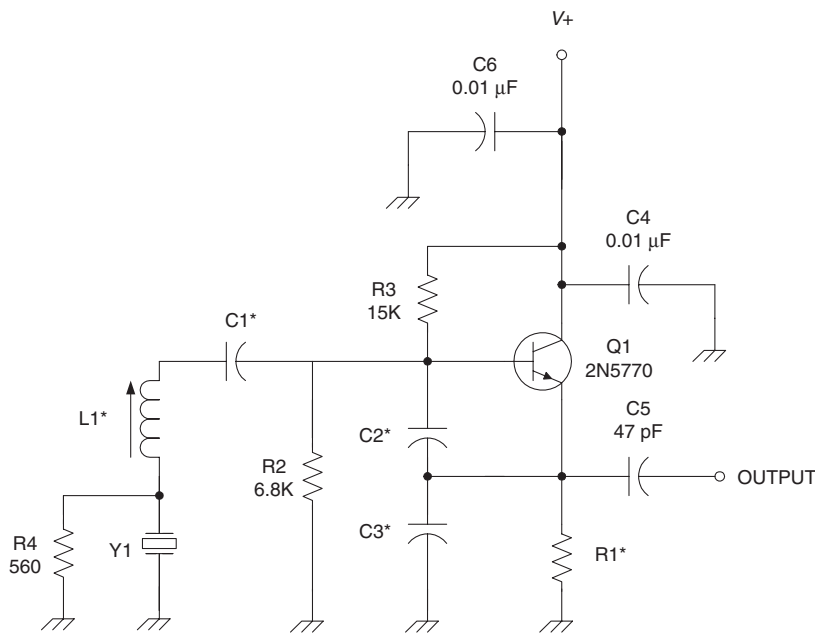 V+
C6
0.01 μF
C4
0.01 μF
R3
15K
C1*
Q1
2N5770
L1*
C5
47 pF
C2*
R2
6.8K
OUTPUT
R4
560
Y1
C3*
R1*